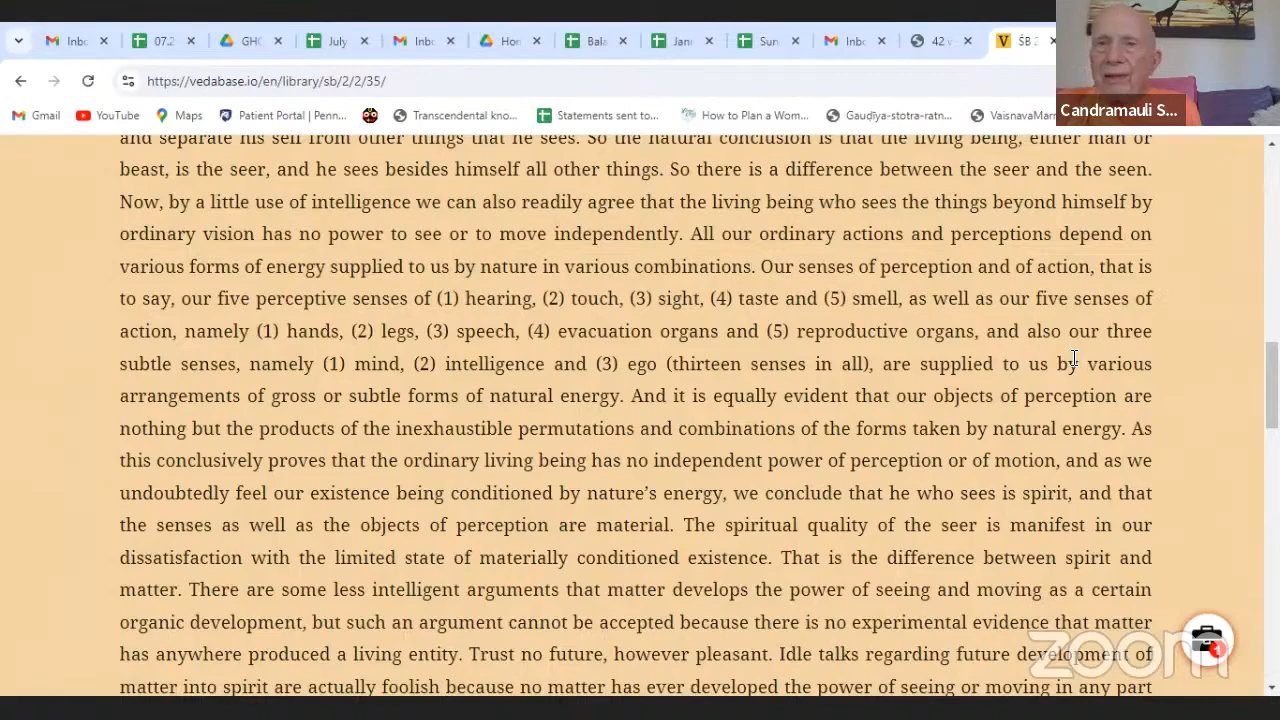 Inbo
07.2
GHC
July
Inbo
Hon
Bala
Janu
Sun
Inbo
42 v
ŚB 2
https://vedabase.io/en/library/sb/2/2/35/
Gmail
YouTube
Maps
Patient Portal | Penn...
Transcendental kno...
Statements sent to...
How to Plan a Wom...
Gaudīya-stotra-ratn...
VaisnavaMarr
Candramauli S...
and separate his self from other things that he sees. So the natural conclusion is that the living being, either man or
beast, is the seer, and he sees besides himself all other things. So there is a difference between the seer and the seen.
Now, by a little use of intelligence we can also readily agree that the living being who sees the things beyond himself by
ordinary vision has no power to see or to move independently. All our ordinary actions and perceptions depend on
various forms of energy supplied to us by nature in various combinations. Our senses of perception and of action, that is
to say, our five perceptive senses of (1) hearing, (2) touch, (3) sight, (4) taste and (5) smell, as well as our five senses of
action, namely (1) hands, (2) legs, (3) speech, (4) evacuation organs and (5) reproductive organs, and also our three
subtle senses, namely (1) mind, (2) intelligence and (3) ego (thirteen senses in all), are supplied to us by various
arrangements of gross or subtle forms of natural energy. And it is equally evident that our objects of perception are
nothing but the products of the inexhaustible permutations and combinations of the forms taken by natural energy. As
this conclusively proves that the ordinary living being has no independent power of perception or of motion, and as we
undoubtedly feel our existence being conditioned by nature’s energy, we conclude that he who sees is spirit, and that
the senses as well as the objects of perception are material. The spiritual quality of the seer is manifest in our
dissatisfaction with the limited state of materially conditioned existence. That is the difference between spirit and
matter. There are some less intelligent arguments that matter develops the power of seeing and moving as a certain
organic development, but such an argument cannot be accepted because there is no experimental evidence that matter
has anywhere produced a living entity. Trust no future, however pleasant. Idle talks regarding future development of
matter into spirit are actually foolish because no matter has ever developed the power of seeing or moving in any part
zoom